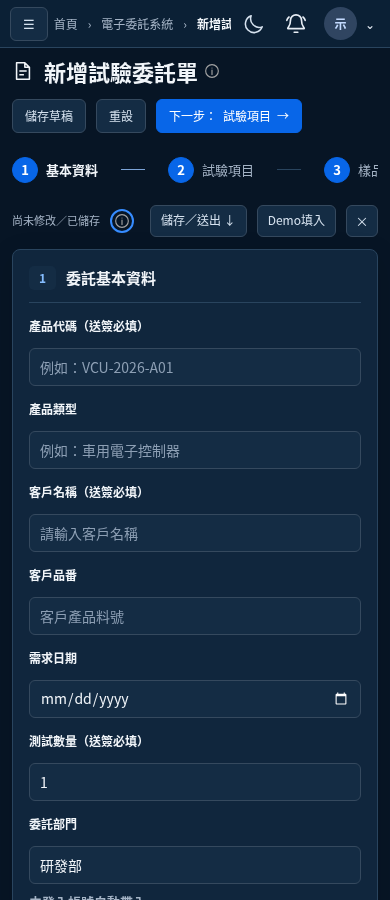 ☰ 首頁 › 電子委託系統 › 新增試 示 ⌄
新增試驗委託單
儲存草稿 重設 下一步： 試驗項目 →
1 基本資料 2 試驗項目 3 樣品
尚未修改／已儲存 儲存／送出 ↓ Demo填入 ×
1 委託基本資料
產品代碼（送簽必填）
例如：VCU-2026-A01
產品類型
例如：車用電子控制器
客戶名稱（送簽必填）
請輸入客戶名稱
客戶品番
客戶產品料號
需求日期
mm/dd/yyyy
測試數量（送簽必填）
1
委託部門
研發部